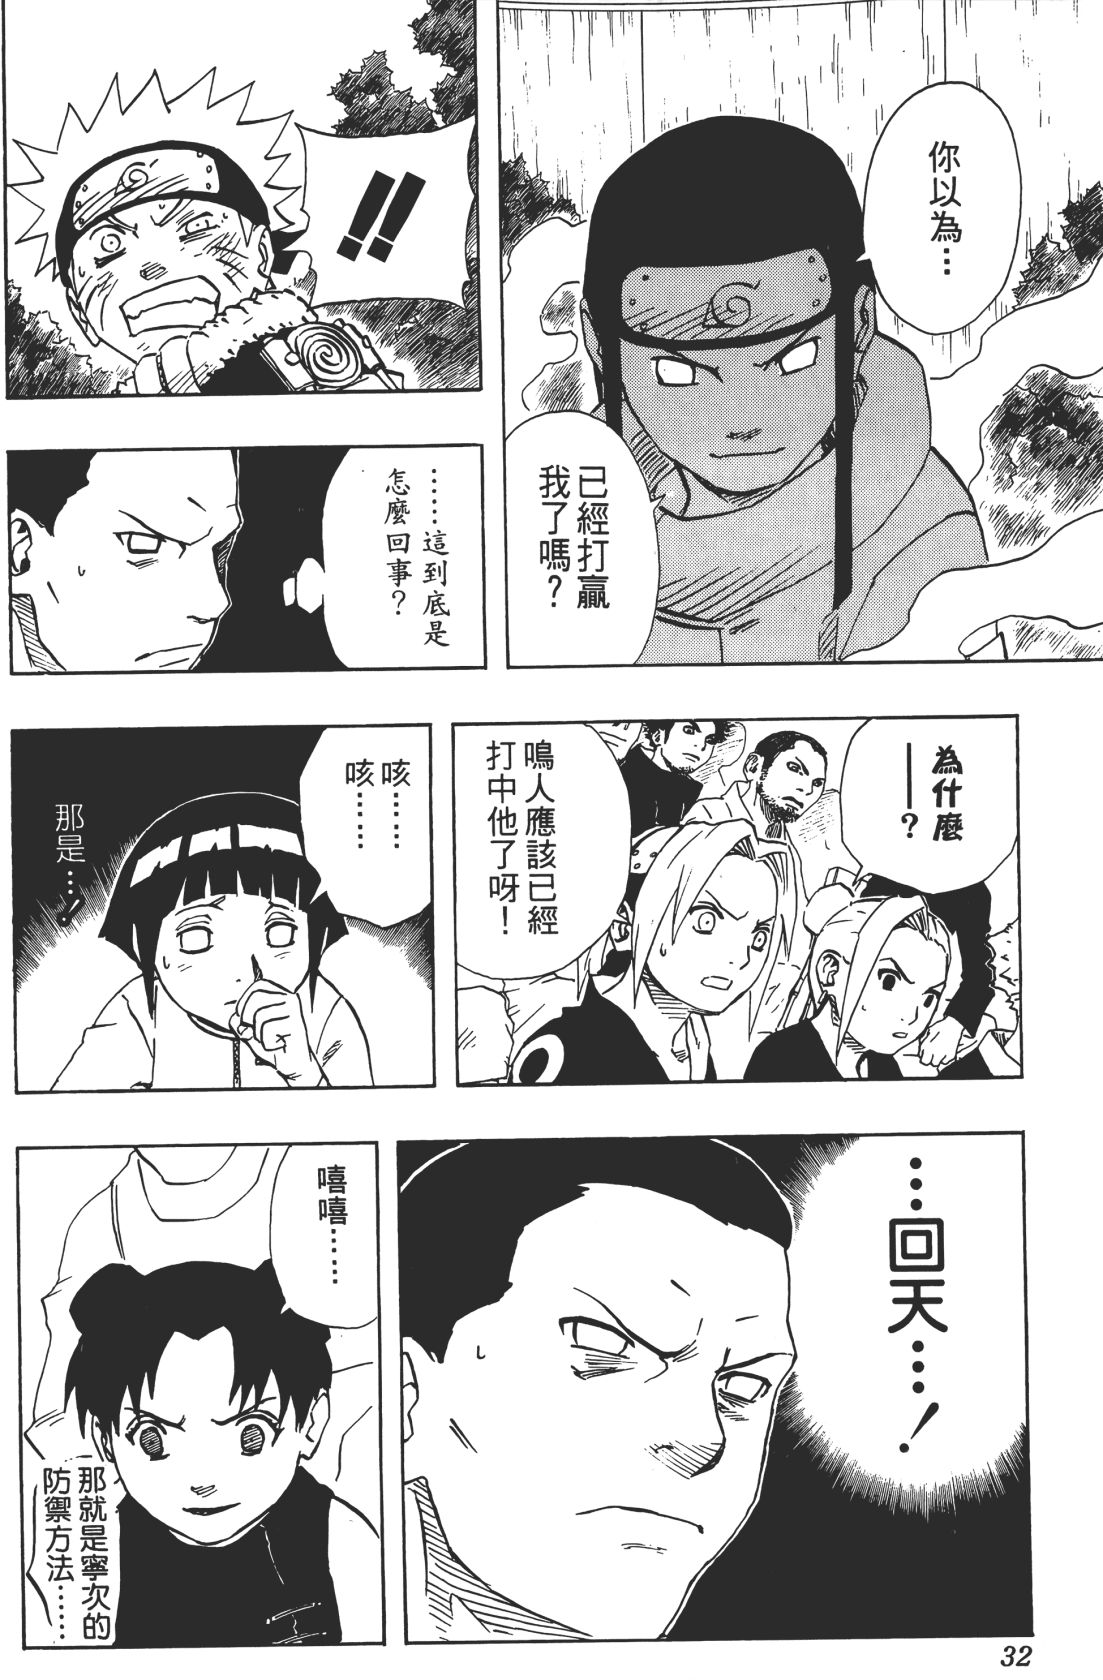 你以為…
已經打贏
我了嗎？
!!
……這到底是
怎麼回事？
為什麼
——？
鳴人應該已經
打中他了呀！
咳……
咳……
那是…！
…回天…！
嘻嘻……
那就是寧次的
防禦方法……
32